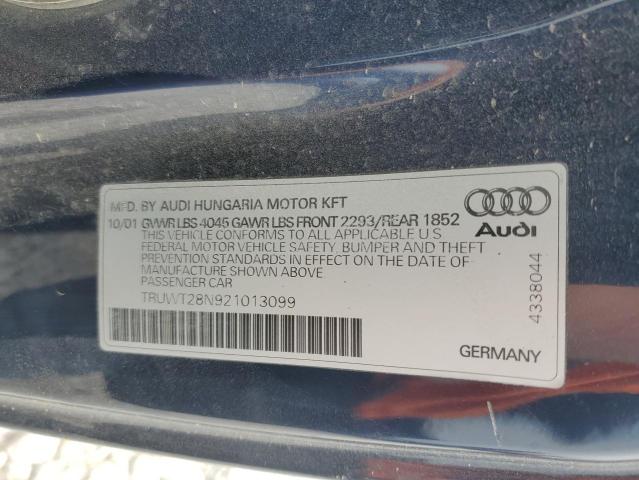 MFD. BY AUDI HUNGARIA MOTOR KFT
10/01 GVWR LBS 4045 GAWR LBS FRONT 2293/REAR 1852
THIS VEHICLE CONFORMS TO ALL APPLICABLE U.S
FEDERAL MOTOR VEHICLE SAFETY, BUMPER AND THEFT
PREVENTION STANDARDS IN EFFECT ON THE DATE OF
MANUFACTURE SHOWN ABOVE
PASSENGER CAR
TRUWT28N921013099
Audi
4338044
GERMANY